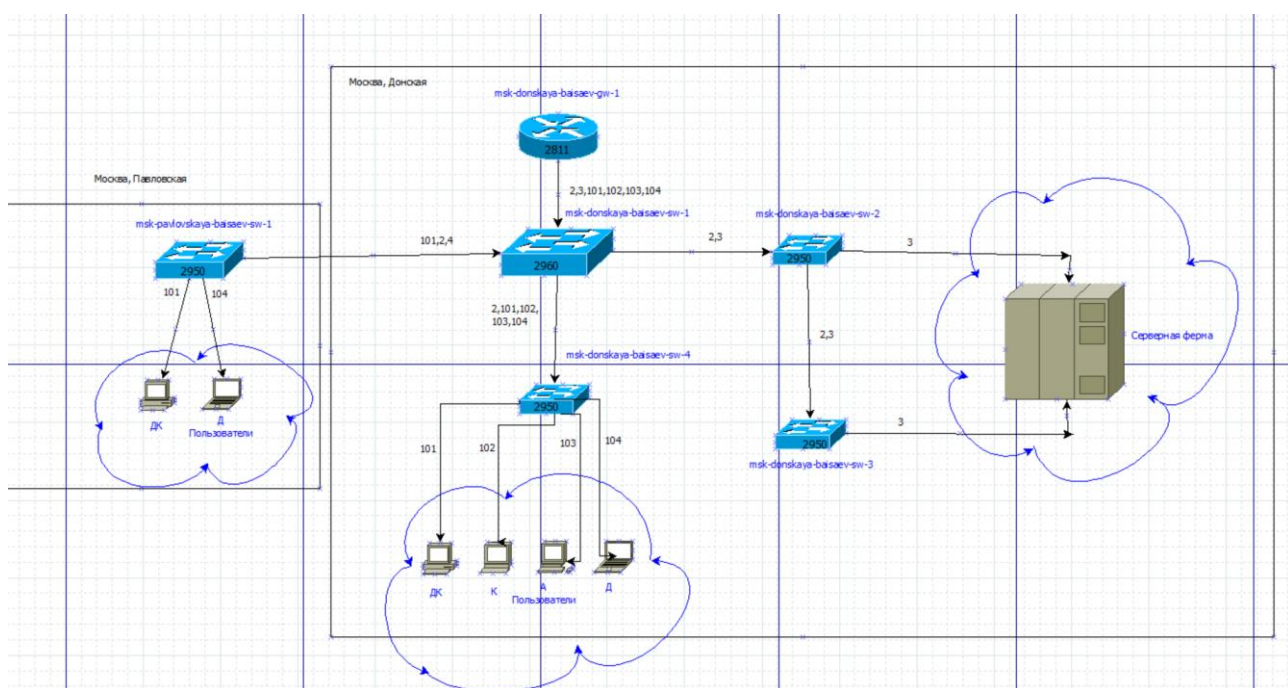 Москва, Донская
msk-donskaya-baisaev-gw-1
2811
2,3,101,102,103,104
Москва, Павловская
msk-pavlovskaya-baisaev-sw-1
2950
101
104
ДК
Д
Пользователи
101,2,4
msk-donskaya-baisaev-sw-1
2960
2,3
msk-donskaya-baisaev-sw-2
2950
3
Серверная ферма
2,101,102,
103,104
2,3
msk-donskaya-baisaev-sw-4
2950
2950
3
msk-donskaya-baisaev-sw-3
101
102
103
104
ДК
К
А
Д
Пользователи